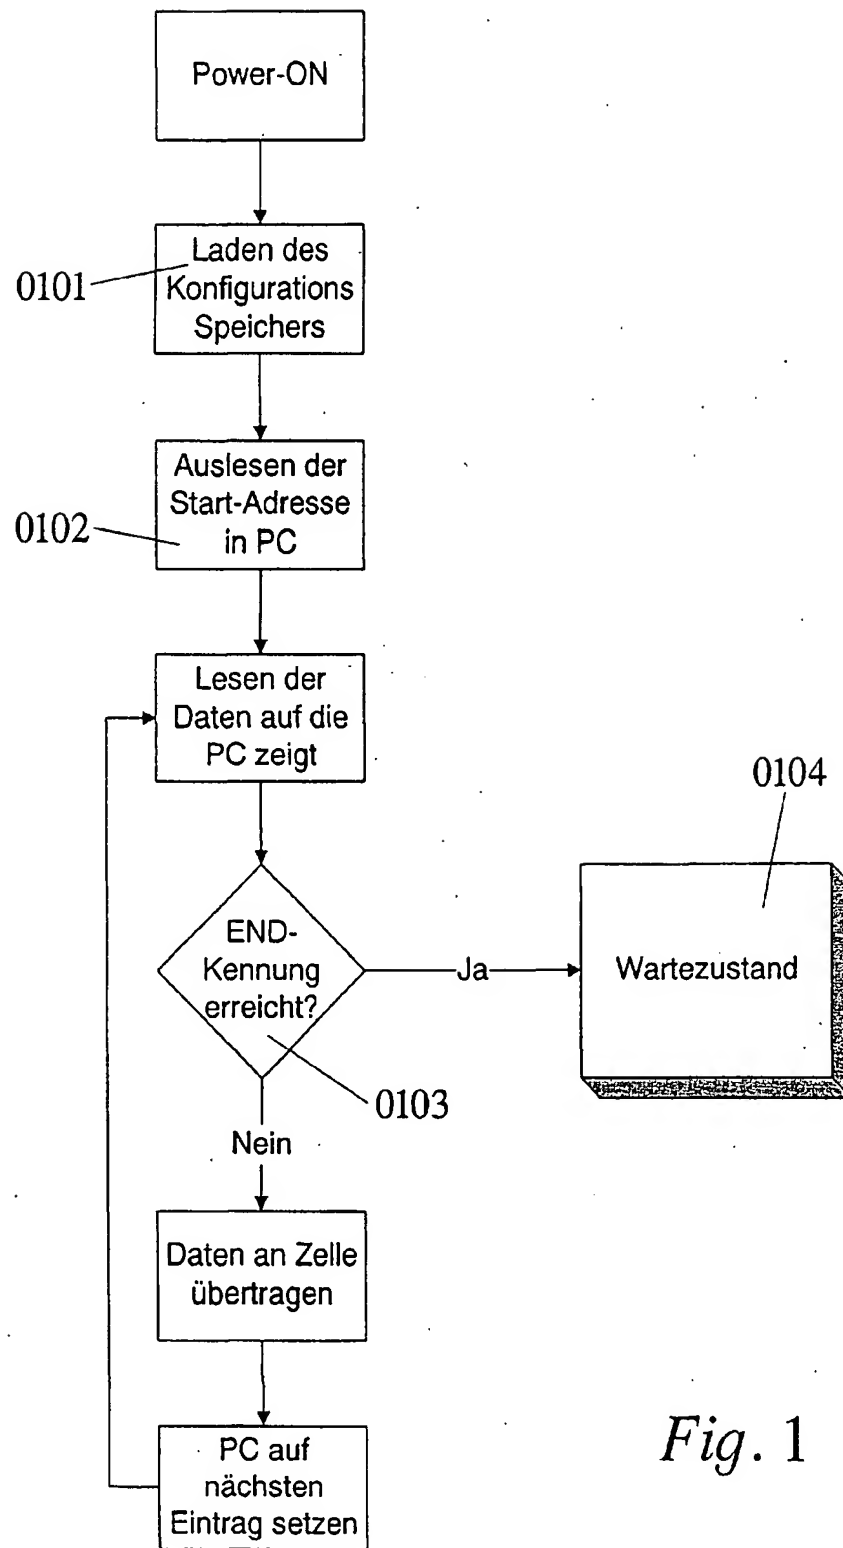 Power-ON
0101
Laden des
Konfigurations
Speichers
0102
Auslesen der
Start-Adresse
in PC
Lesen der
Daten auf die
PC zeigt
0104
END-
Kennung
erreicht?
Ja
Wartezustand
0103
Nein
Daten an Zelle
übertragen
PC auf
nächsten
Eintrag setzen
Fig. 1